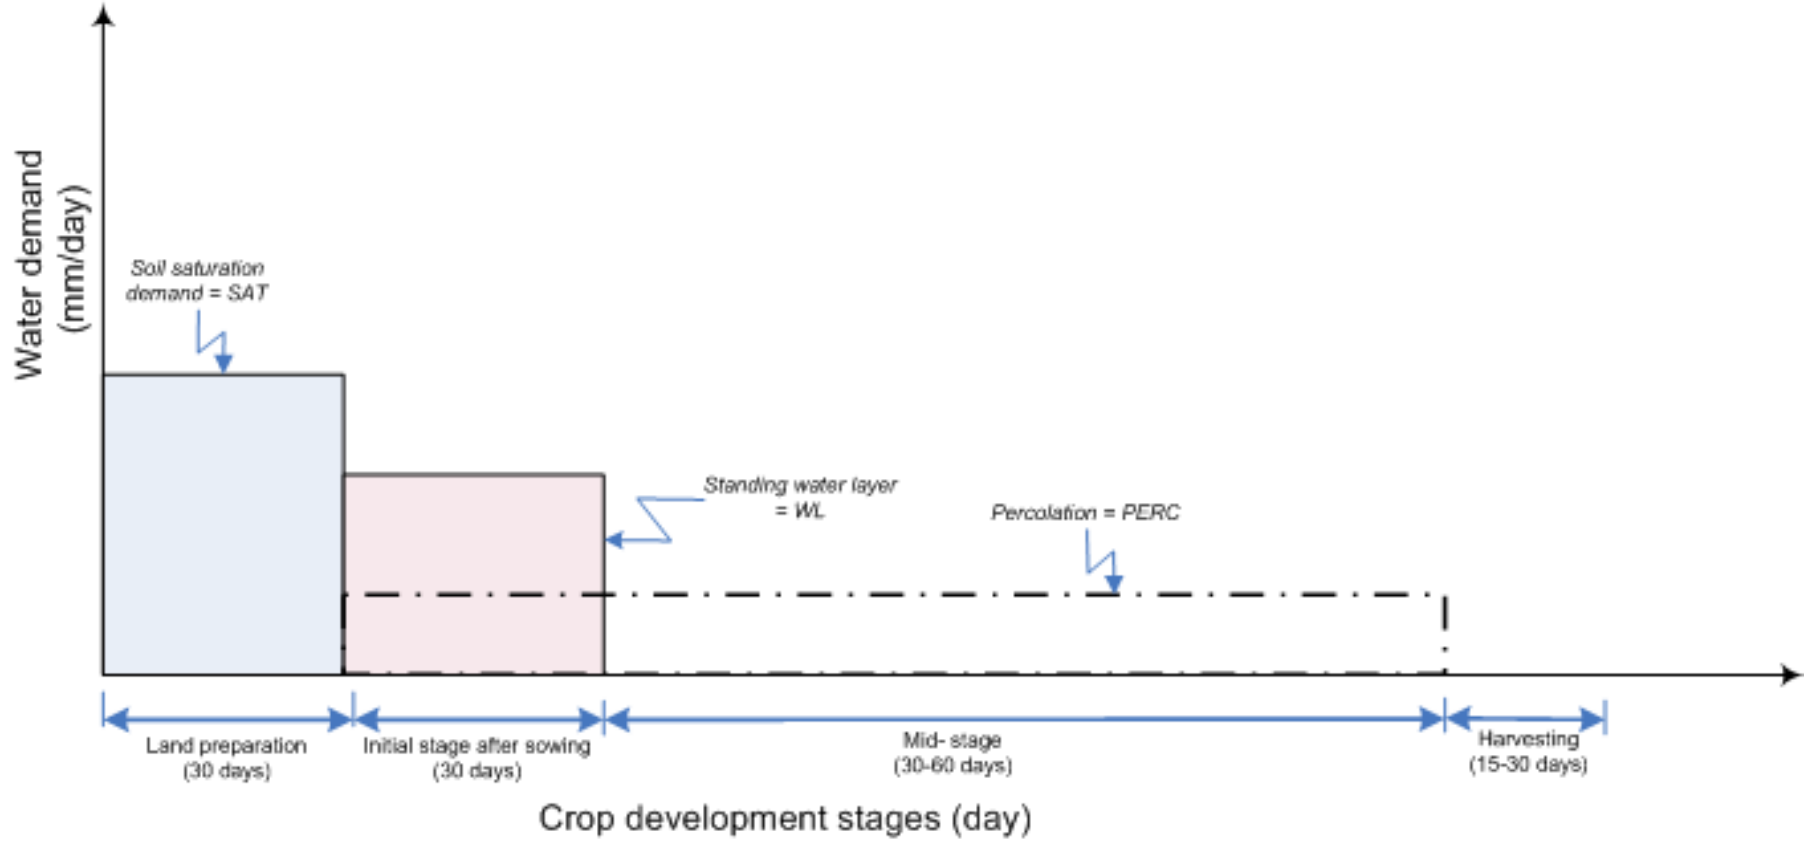 Water demand
(mm/day)
Soil saturation
demand = SAT
Standing water layer
= WL
Percolation = PERC
Land preparation
(30 days)
Initial stage after sowing
(30 days)
Mid- stage
(30-60 days)
Harvesting
(15-30 days)
Crop development stages (day)